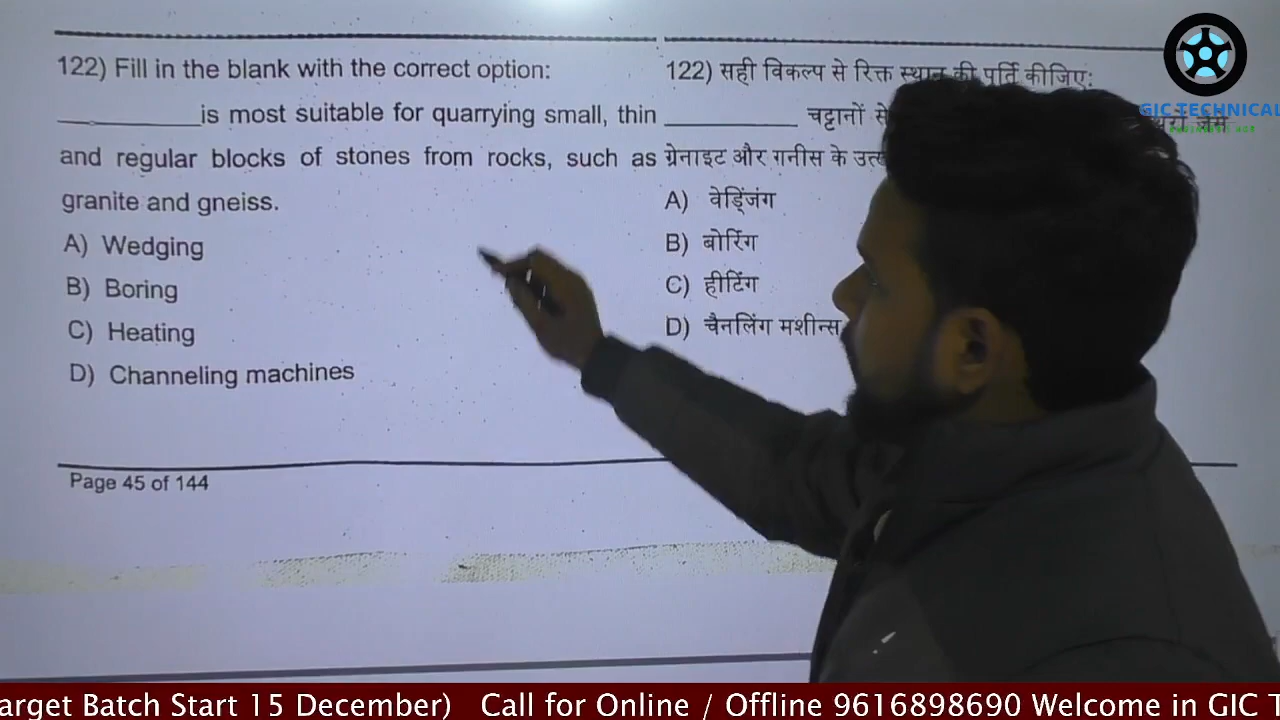 122) Fill in the blank with the correct option:
__________is most suitable for quarrying small, thin
and regular blocks of stones from rocks, such as
granite and gneiss.
A) Wedging
B) Boring
C) Heating
D) Channeling machines
Page 45 of 144
122) सही विकल्प से रिक्त स्थान की पूर्ति कीजिए:
__________ चट्टानों से
ग्रेनाइट और गनीस के
A) वेड्जिंग
B) बोरिंग
C) हीटिंग
D) चैनलिंग मशीन्स
GIC TECHNICAL
arget Batch Start 15 December) Call for Online / Offline 9616898690 Welcome in GIC T